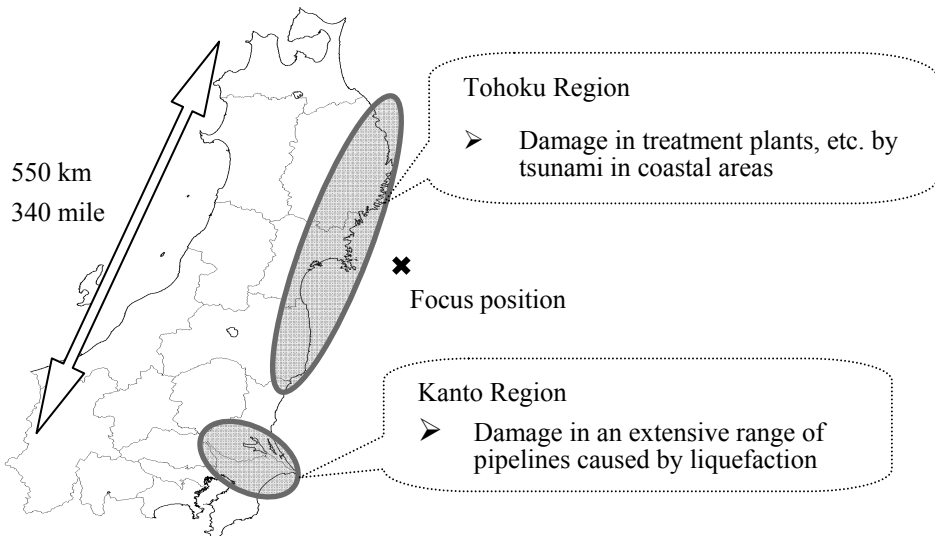 550 km
340 mile
Tohoku Region
➢ Damage in treatment plants, etc. by
tsunami in coastal areas
Focus position
Kanto Region
➢ Damage in an extensive range of
pipelines caused by liquefaction